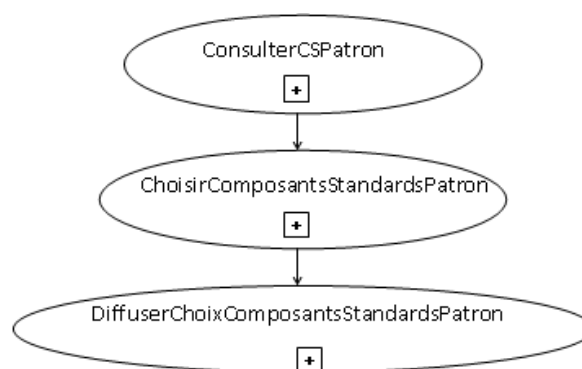 ConsulterCSPatron
+
ChoisirComposantsStandardsPatron
+
DiffuserChoixComposantsStandardsPatron
+